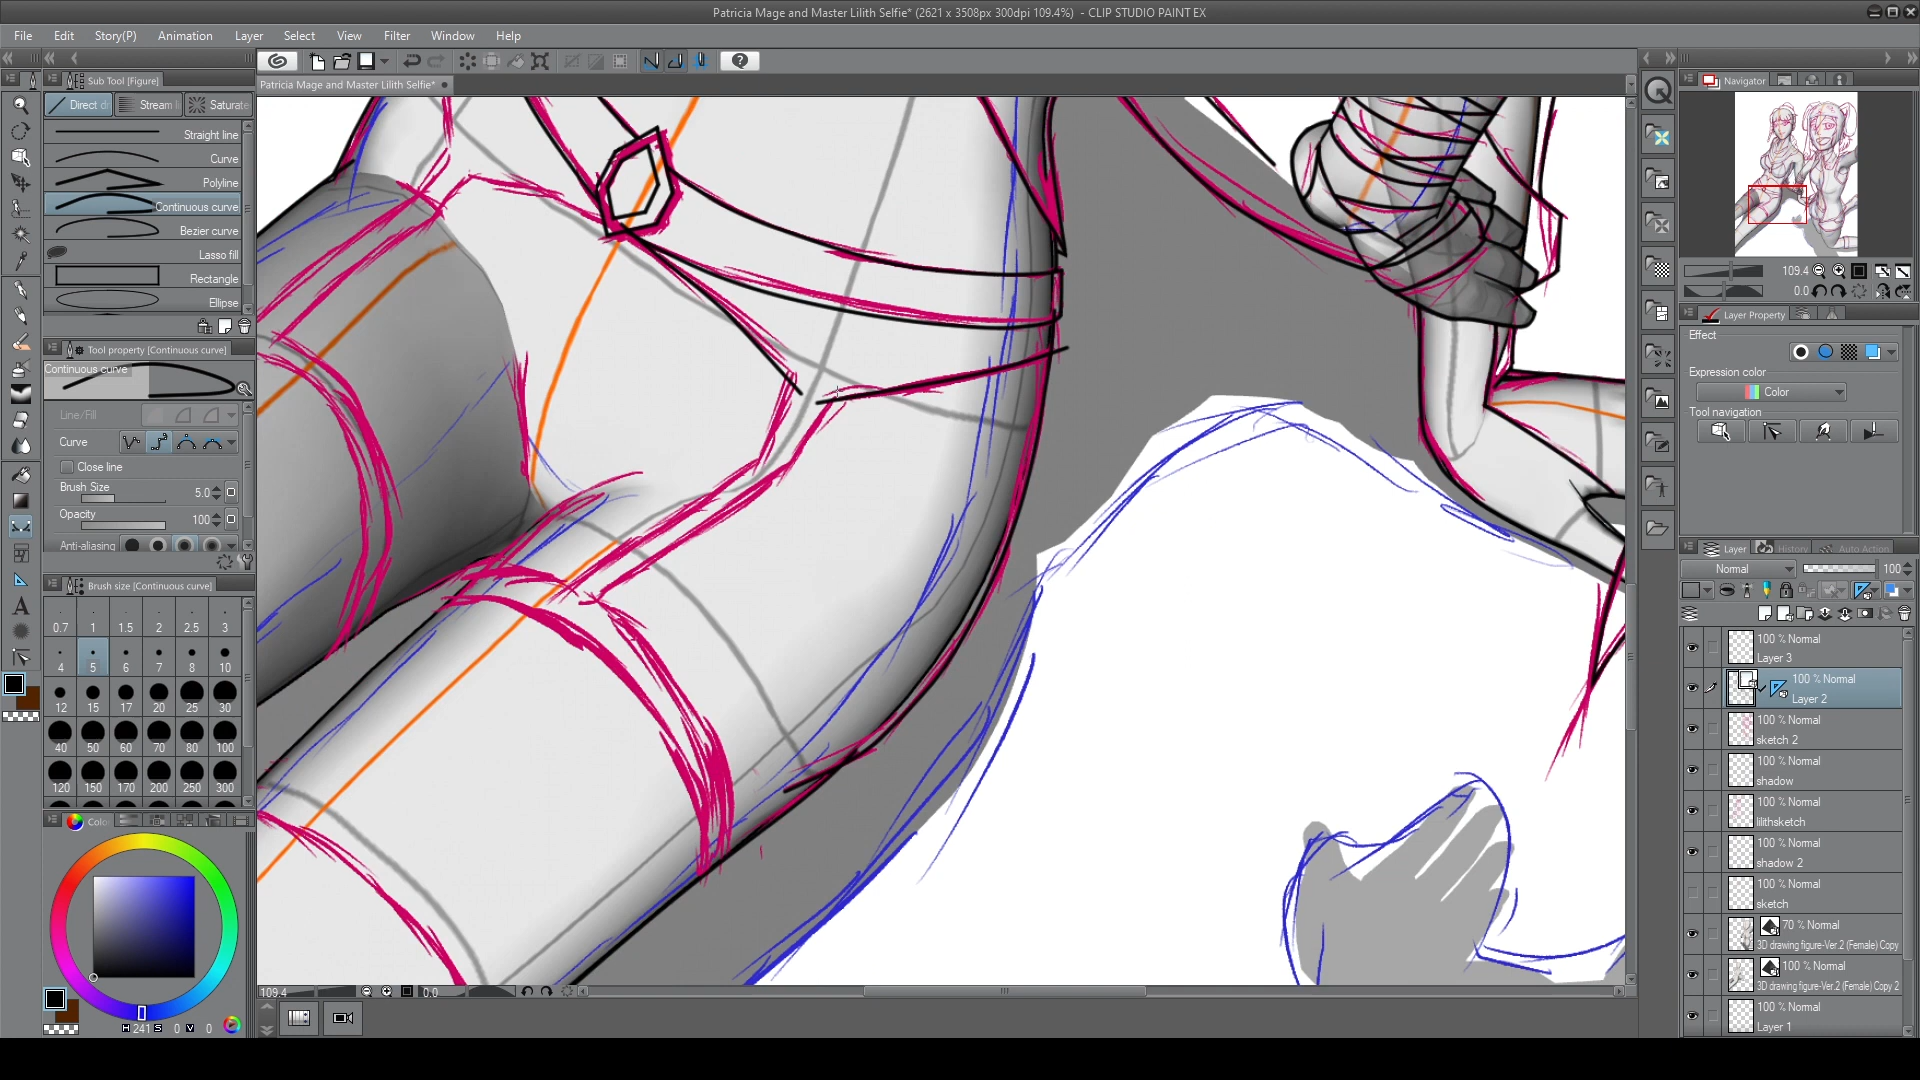 Patricia Mage and Master Lilith Selfie* (2621 x 3508px 300dpi 109.4%)  - CLIP STUDIO PAINT EX
File Edit Story(P) Animation Layer Select View Filter Window Help
Sub Tool [Figure]
Patricia Mage and Master Lilith Selfie*
Navigator
Direct dr Stream l Saturate
Straight line
Curve
Polyline
Continuous curve
Bezier curve
Lasso fill
Rectangle
Ellipse
109.4
0.0
Layer Property
Effect
Expression color
Color
Tool navigation
Tool property [Continuous curve]
Continuous curve
Line/Fill
Curve
Close line
Brush Size 5.0
Opacity 100
Anti-aliasing
Brush size [Continuous curve]
0.7 1 1.5 2 2.5 3
4 5 6 7 8 10
12 15 17 20 25 30
40 50 60 70 80 100
120 150 170 200 250 300
Colo
H 241 S 0 V 0
109.4 0.0
Layer History Auto Action
Normal 100
100 % Normal
Layer 3
100 % Normal
Layer 2
100 % Normal
sketch 2
100 % Normal
shadow
100 % Normal
lilithsketch
100 % Normal
shadow 2
100 % Normal
sketch
70 % Normal
3D drawing figure-Ver.2 (Female) Copy
100 % Normal
3D drawing figure-Ver.2 (Female) Copy 2
100 % Normal
Layer 1